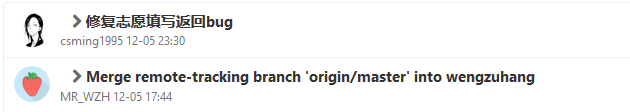 修复志愿填写返回bug
csming1995 12-05 23:30
Merge remote-tracking branch 'origin/master' into wengzuhang
MR_WZH 12-05 17:44